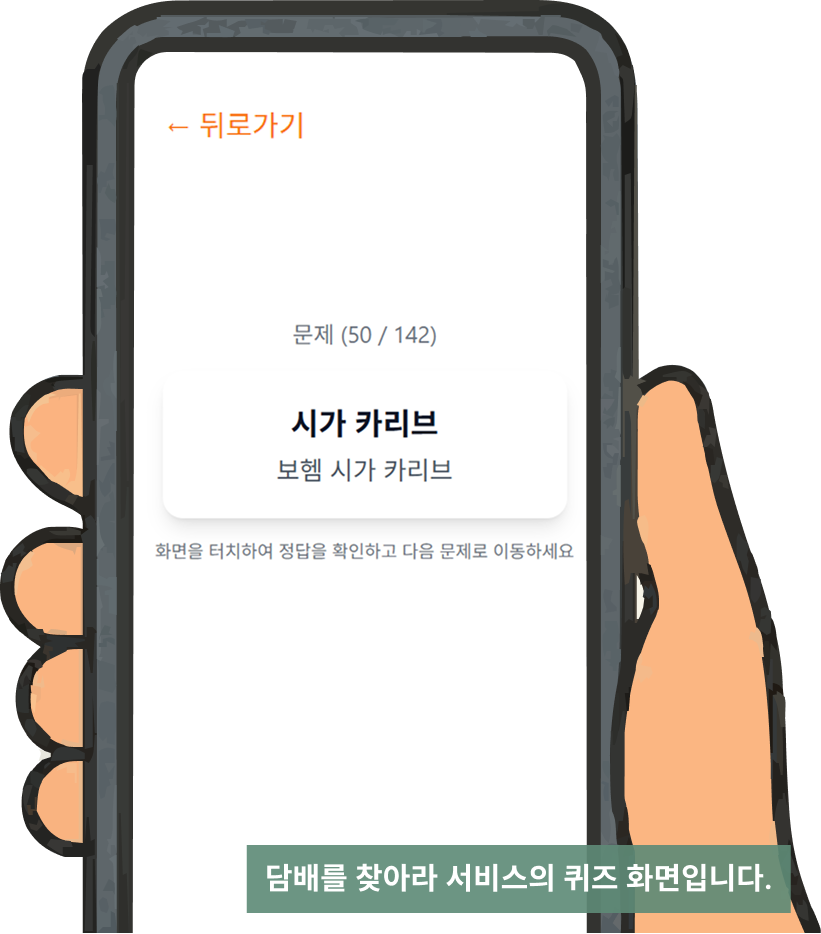 ← 뒤로가기
문제 (50 / 142)
시가 카리브
보헴 시가 카리브
화면을 터치하여 정답을 확인하고 다음 문제로 이동하세요
담배를 찾아라 서비스의 퀴즈 화면입니다.